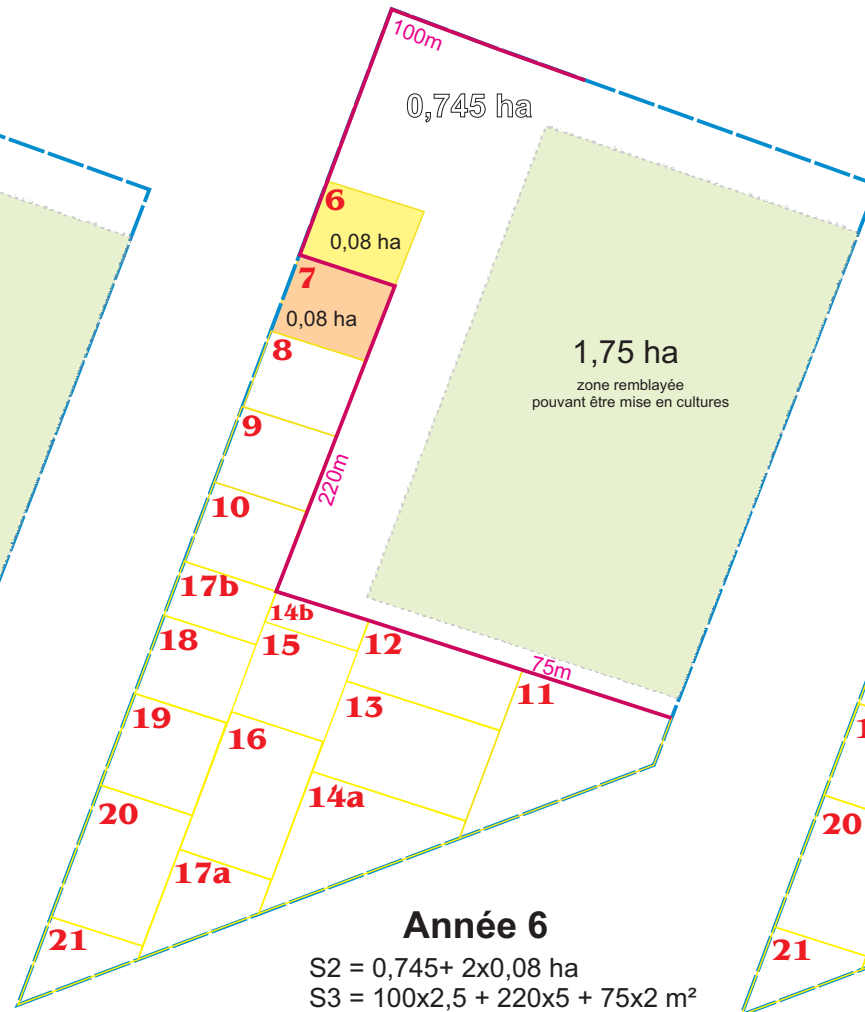 100m
0,745 ha
6
0,08 ha
7
0,08 ha
8
1,75 ha
zone remblayée
pouvant être mise en cultures
9
220m
10
17b
14b
18
15
12
75m
11
13
19
16
14a
20
17a
21
20
21
Année 6
S2 = 0,745+ 2x0,08 ha
S3 = 100x2,5 + 220x5 + 75x2 m²